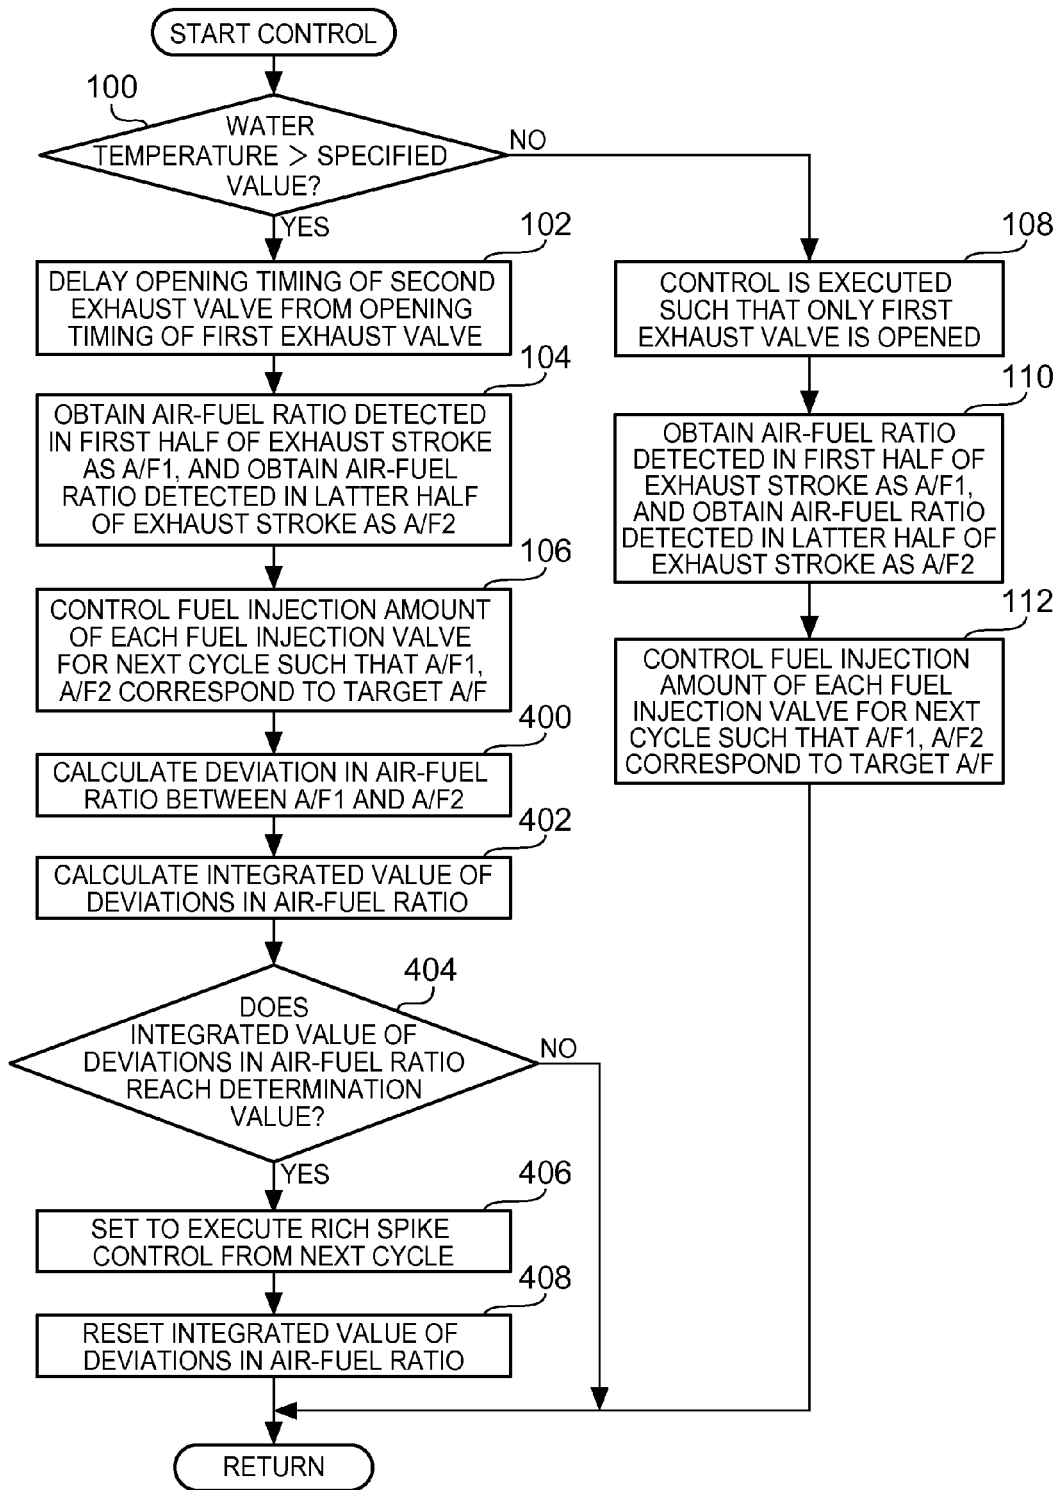 START CONTROL
100
WATER
TEMPERATURE > SPECIFIED
VALUE?
NO
YES
102
DELAY OPENING TIMING OF SECOND
EXHAUST VALVE FROM OPENING
TIMING OF FIRST EXHAUST VALVE
104
OBTAIN AIR-FUEL RATIO DETECTED
IN FIRST HALF OF EXHAUST STROKE
AS A/F1, AND OBTAIN AIR-FUEL
RATIO DETECTED IN LATTER HALF
OF EXHAUST STROKE AS A/F2
106
CONTROL FUEL INJECTION AMOUNT
OF EACH FUEL INJECTION VALVE
FOR NEXT CYCLE SUCH THAT A/F1,
A/F2 CORRESPOND TO TARGET A/F
400
CALCULATE DEVIATION IN AIR-FUEL
RATIO BETWEEN A/F1 AND A/F2
402
CALCULATE INTEGRATED VALUE OF
DEVIATIONS IN AIR-FUEL RATIO
404
DOES
INTEGRATED VALUE OF
DEVIATIONS IN AIR-FUEL RATIO
REACH DETERMINATION
VALUE?
NO
YES
406
SET TO EXECUTE RICH SPIKE
CONTROL FROM NEXT CYCLE
408
RESET INTEGRATED VALUE OF
DEVIATIONS IN AIR-FUEL RATIO
RETURN
108
CONTROL IS EXECUTED
SUCH THAT ONLY FIRST
EXHAUST VALVE IS OPENED
110
OBTAIN AIR-FUEL RATIO
DETECTED IN FIRST HALF OF
EXHAUST STROKE AS A/F1,
AND OBTAIN AIR-FUEL RATIO
DETECTED IN LATTER HALF OF
EXHAUST STROKE AS A/F2
112
CONTROL FUEL INJECTION
AMOUNT OF EACH FUEL
INJECTION VALVE FOR NEXT
CYCLE SUCH THAT A/F1, A/F2
CORRESPOND TO TARGET A/F